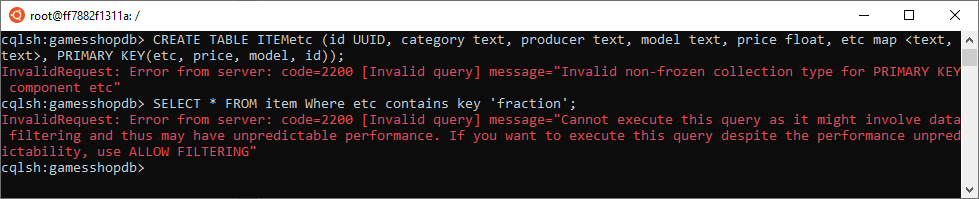 root@ff7882f1311a: /
cqlsh:gamesshopdb> CREATE TABLE ITEMetc (id UUID, category text, producer text, model text, price float, etc map <text,
text>, PRIMARY KEY(etc, price, model, id));
InvalidRequest: Error from server: code=2200 [Invalid query] message="Invalid non-frozen collection type for PRIMARY KEY
 component etc"
cqlsh:gamesshopdb> SELECT * FROM item Where etc contains key 'fraction';
InvalidRequest: Error from server: code=2200 [Invalid query] message="Cannot execute this query as it might involve data
 filtering and thus may have unpredictable performance. If you want to execute this query despite the performance unpred
ictability, use ALLOW FILTERING"
cqlsh:gamesshopdb>